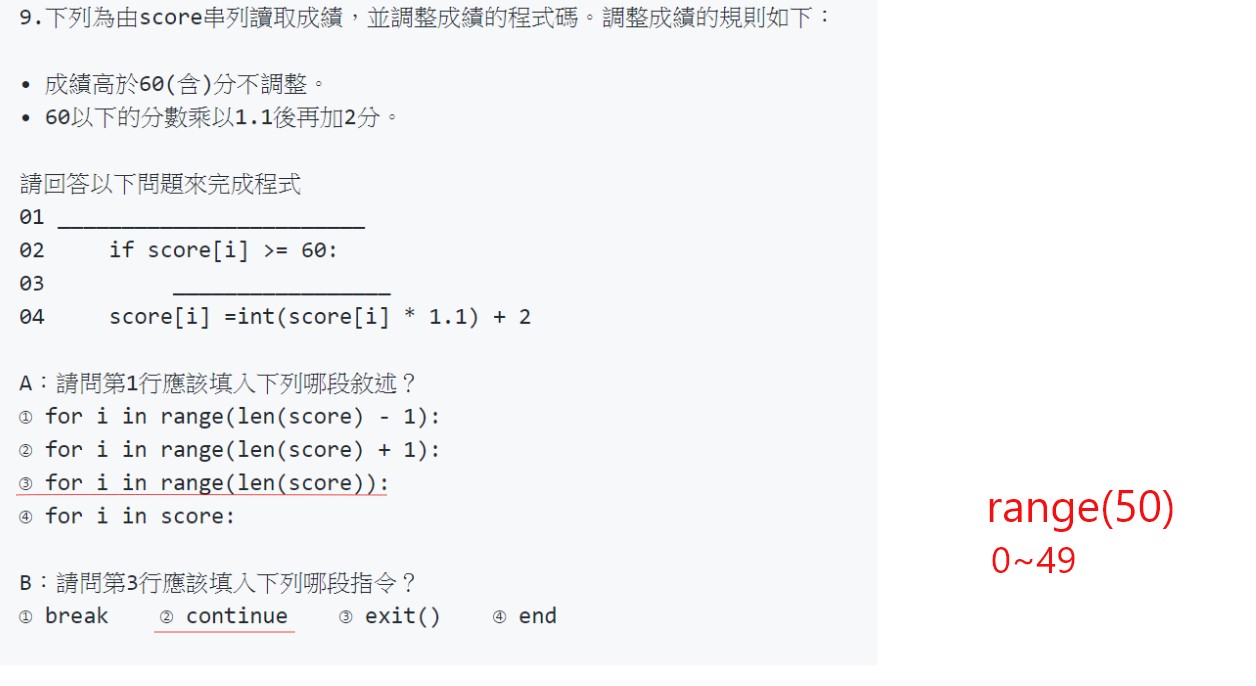 9.下列為由score串列讀取成績，並調整成績的程式碼。調整成績的規則如下：
• 成績高於60(含)分不調整。
• 60以下的分數乘以1.1後再加2分。
請回答以下問題來完成程式
01 ________________________
02     if score[i] >= 60:
03          _________________
04     score[i] =int(score[i] * 1.1) + 2
A：請問第1行應該填入下列哪段敘述？
① for i in range(len(score) - 1):
② for i in range(len(score) + 1):
③ for i in range(len(score)):
④ for i in score:
B：請問第3行應該填入下列哪段指令？
① break    ② continue    ③ exit()    ④ end
range(50)
0~49